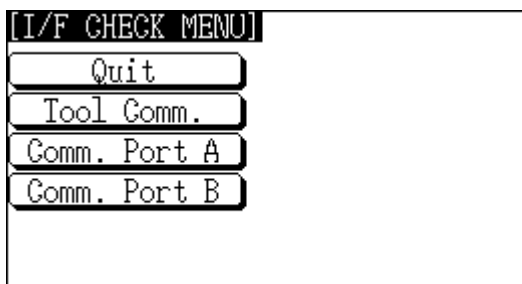 [I/F CHECK MENU]
Quit
Tool Comm.
Comm. Port A
Comm. Port B